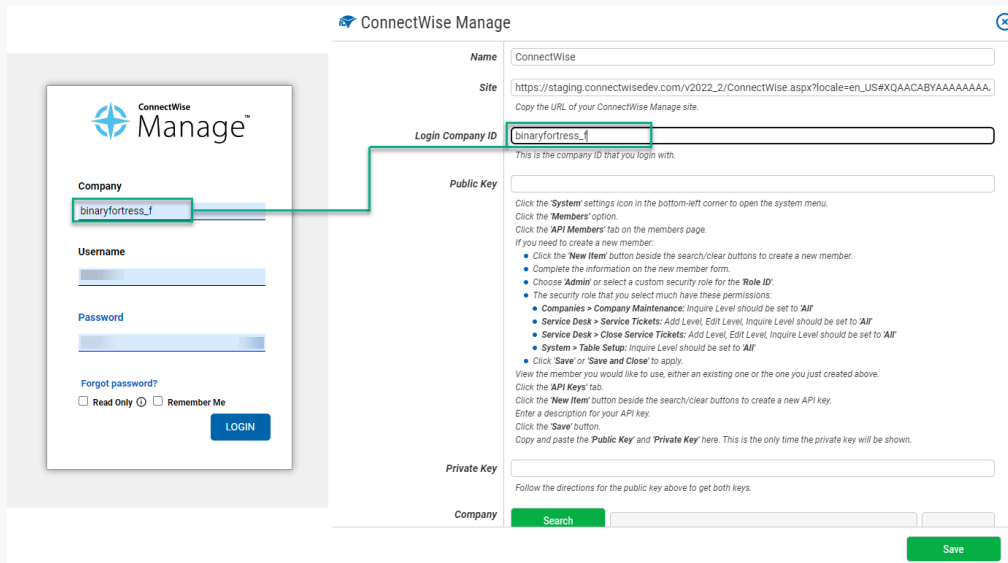 ConnectWise
Manage™
Company
binaryfortress_f
Username
Password
Forgot password?
Read Only
Remember Me
LOGIN
ConnectWise Manage
Name
ConnectWise
Site
https://staging.connectwisedev.com/v2022_2/ConnectWise.aspx?locale=en_US#XQAACABYAAAAAAAA,
Copy the URL of your ConnectWise Manage site.
Login Company ID
binaryfortress_f
This is the company ID that you login with.
Public Key
Click the 'System' settings icon in the bottom-left corner to open the system menu.
Click the 'Members' option.
Click the 'API Members' tab on the members page.
If you need to create a new member:
Click the 'New Item' button beside the search/clear buttons to create a new member.
Complete the information on the new member form.
Choose 'Admin' or select a custom security role for the 'Role ID'.
The security role that you select much have these permissions:
Companies > Company Maintenance: Inquire Level should be set to 'All'
Service Desk > Service Tickets: Add Level, Edit Level, Inquire Level should be set to 'All'
Service Desk > Close Service Tickets: Add Level, Edit Level, Inquire Level should be set to 'All'
System > Table Setup: Inquire Level should be set to 'All'
Click 'Save' or 'Save and Close' to apply.
View the member you would like to use, either an existing one or the one you just created above.
Click the 'API Keys' tab.
Click the 'New Item' button beside the search/clear buttons to create a new API key.
Enter a description for your API key.
Click the 'Save' button.
Copy and paste the 'Public Key' and 'Private Key' here. This is the only time the private key will be shown.
Private Key
Follow the directions for the public key above to get both keys.
Company
Search
Save